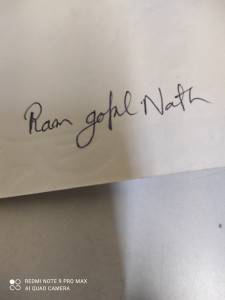 Ram gopal Nath
REDMI NOTE 9 PRO MAX
AI QUAD CAMERA